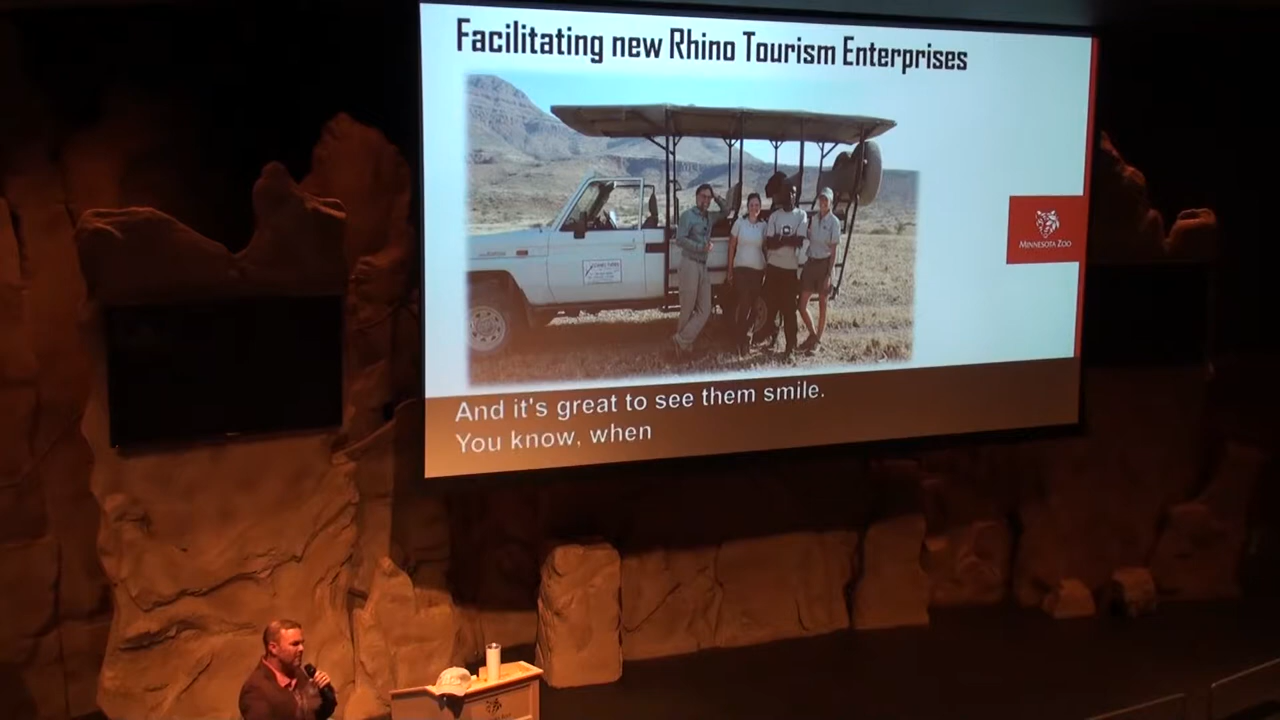 Facilitating new Rhino Tourism Enterprises
MINNESOTA ZOO
And it's great to see them smile.
You know, when